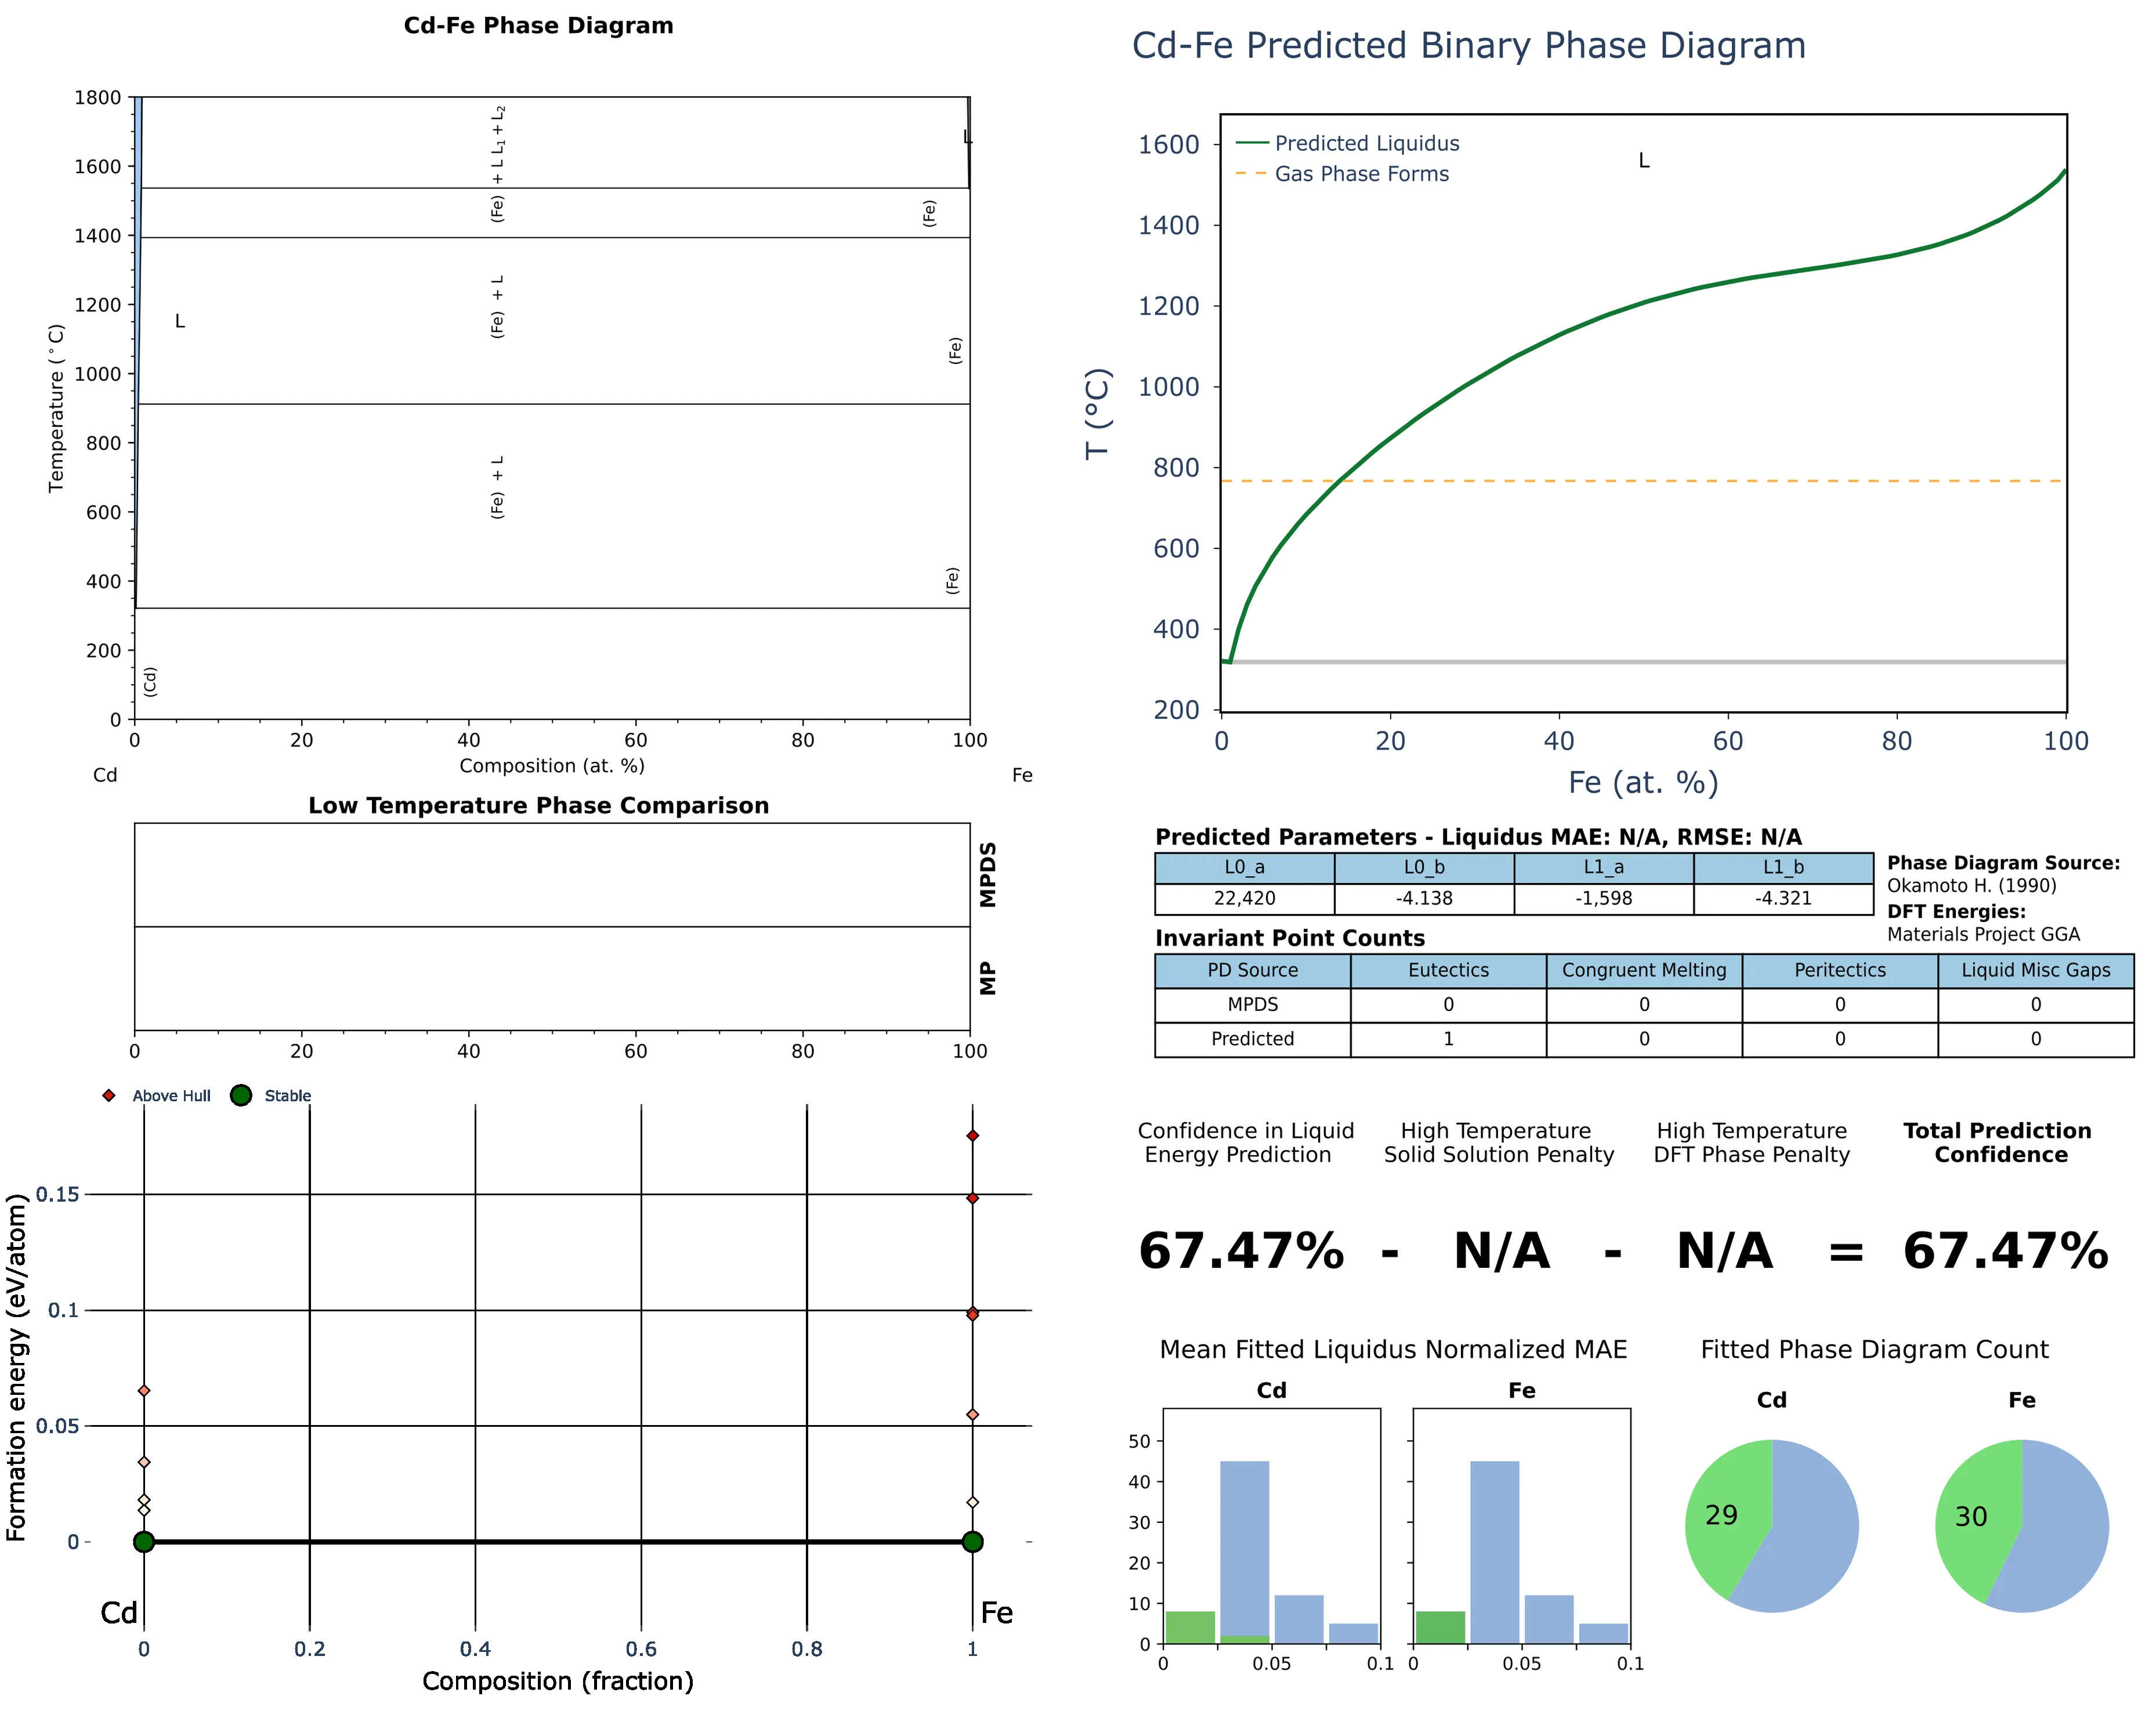 Cd-Fe Phase Diagram
1800
1600
1400
1200
1000
800
600
400
200
0
Temperature (°C)
L₁ + L₂
(Fe) + L
(Fe) + L
(Fe) + L
L
L
(Fe)
(Fe)
(Fe)
(Cd)
0 20 40 60 80 100
Composition (at. %)
Cd Fe
Low Temperature Phase Comparison
MPDS
MP
0 20 40 60 80 100
Above Hull Stable
0.15
0.1
0.05
0
Formation energy (eV/atom)
Cd Fe
0 0.2 0.4 0.6 0.8 1
Composition (fraction)
Cd-Fe Predicted Binary Phase Diagram
Predicted Liquidus
Gas Phase Forms
L
1600
1400
1200
1000
800
600
400
200
T (°C)
0 20 40 60 80 100
Fe (at. %)
Predicted Parameters - Liquidus MAE: N/A, RMSE: N/A
L0_a L0_b L1_a L1_b
22,420 -4.138 -1,598 -4.321
Phase Diagram Source:
Okamoto H. (1990)
DFT Energies:
Materials Project GGA
Invariant Point Counts
PD Source Eutectics Congruent Melting Peritectics Liquid Misc Gaps
MPDS 0 0 0 0
Predicted 1 0 0 0
Confidence in Liquid
Energy Prediction
High Temperature
Solid Solution Penalty
High Temperature
DFT Phase Penalty
Total Prediction
Confidence
67.47% - N/A - N/A = 67.47%
Mean Fitted Liquidus Normalized MAE
Cd Fe
50
40
30
20
10
0
0 0.05 0.1 0 0.05 0.1
Fitted Phase Diagram Count
Cd Fe
29 30